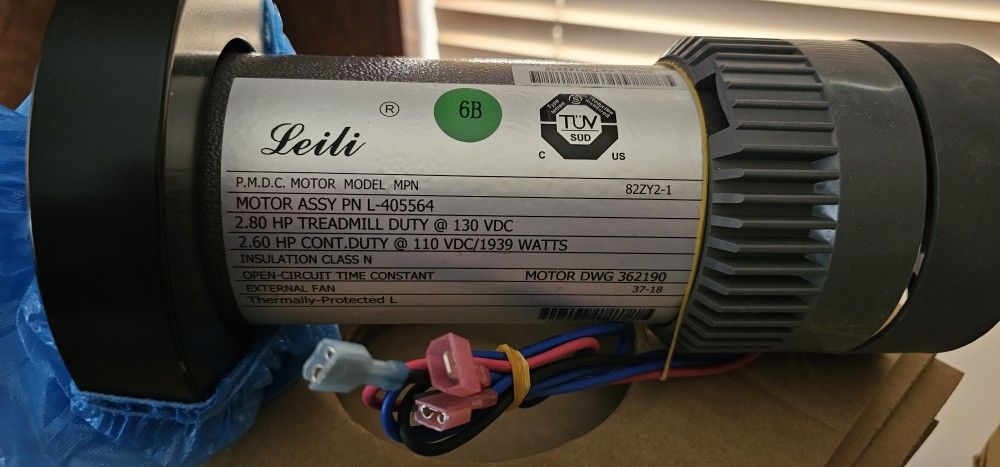 Leili ®
6B
TÜV
SÜD
C US
P.M.D.C. MOTOR MODEL MPN 82ZY2-1
MOTOR ASSY PN L-405564
2.80 HP TREADMILL DUTY @ 130 VDC
2.60 HP CONT.DUTY @ 110 VDC/1939 WATTS
INSULATION CLASS N
OPEN-CIRCUIT TIME CONSTANT MOTOR DWG 362190
EXTERNAL FAN 37-18
Thermally-Protected L